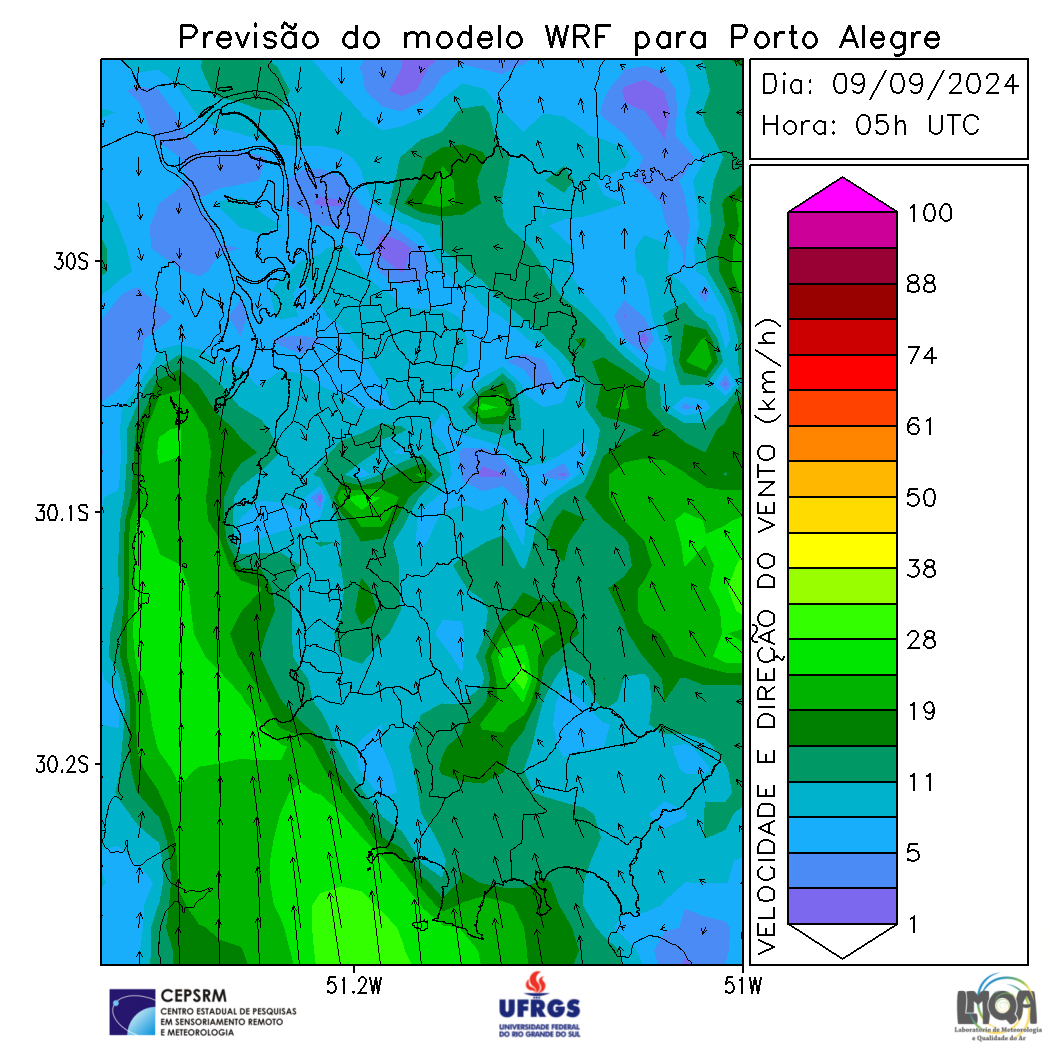 Previsão do modelo WRF para Porto Alegre
Dia: 09/09/2024
Hora: 05h UTC
30S
30.1S
30.2S
51.2W
51W
VELOCIDADE E DIREÇÃO DO VENTO (km/h)
100
88
74
61
50
38
28
19
11
5
1
CEPSRM
CENTRO ESTADUAL DE PESQUISAS
EM SENSORIAMENTO REMOTO
E METEOROLOGIA
UFRGS
UNIVERSIDADE FEDERAL
DO RIO GRANDE DO SUL
LMQA
Laboratório de Meteorologia
e Qualidade do Ar